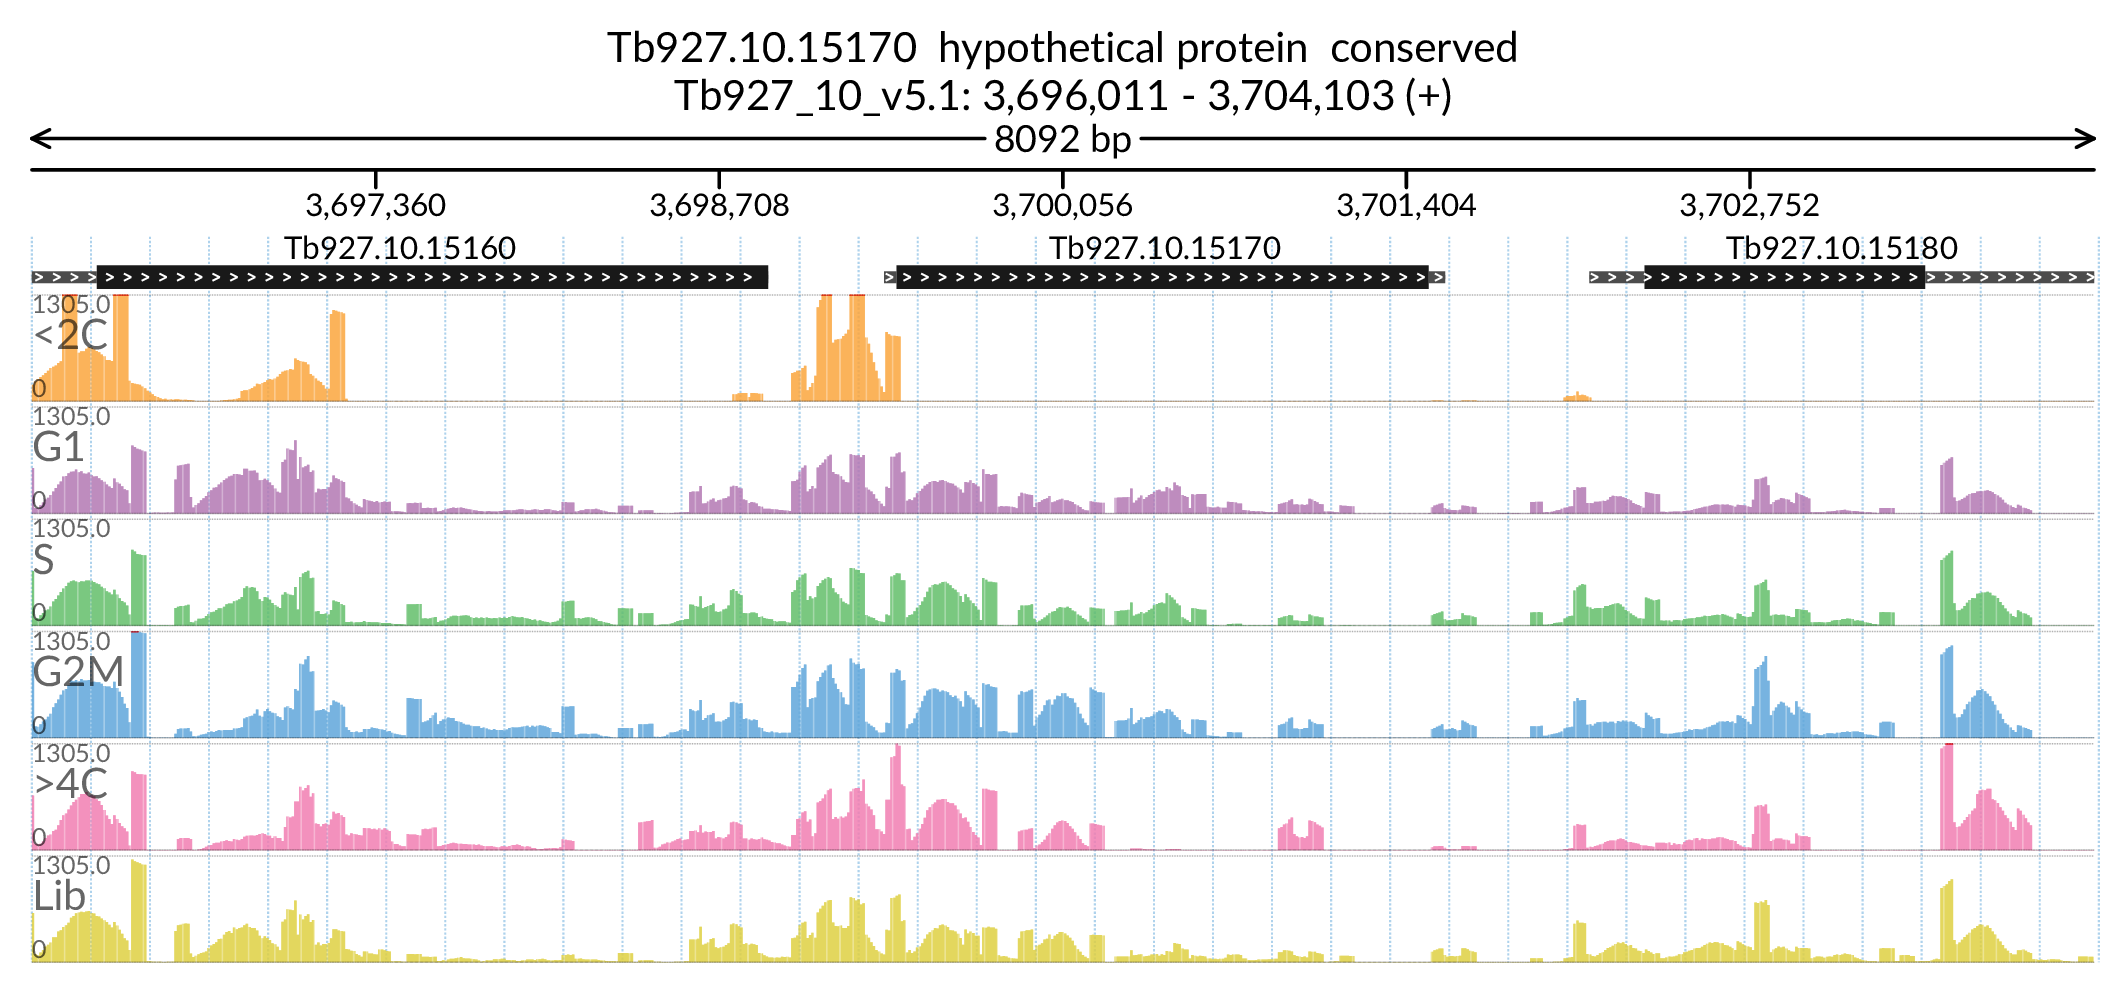 Tb927.10.15170  hypothetical protein  conserved
Tb927_10_v5.1: 3,696,011 - 3,704,103 (+)
8092 bp
3,697,360 3,698,708 3,700,056 3,701,404 3,702,752
Tb927.10.15160 Tb927.10.15170 Tb927.10.15180
1305.0
<2C
0
1305.0
G1
0
1305.0
S
0
1305.0
G2M
0
1305.0
>4C
0
1305.0
Lib
0